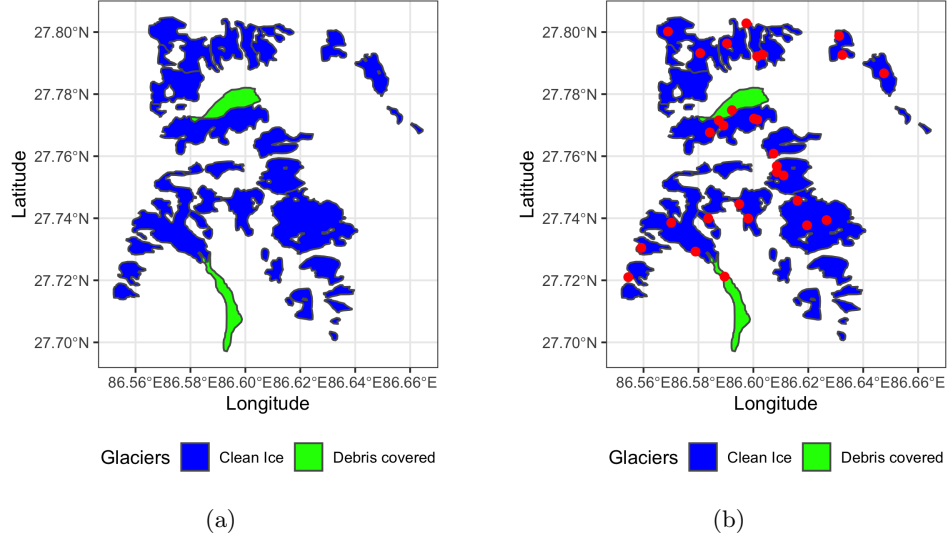 27.80°N
27.78°N
27.76°N
27.74°N
27.72°N
27.70°N
Latitude
86.56°E86.58°E86.60°E86.62°E86.64°E86.66°E
Longitude
Glaciers Clean Ice Debris covered
(a)
27.80°N
27.78°N
27.76°N
27.74°N
27.72°N
27.70°N
Latitude
86.56°E86.58°E86.60°E86.62°E86.64°E86.66°E
Longitude
Glaciers Clean Ice Debris covered
(b)